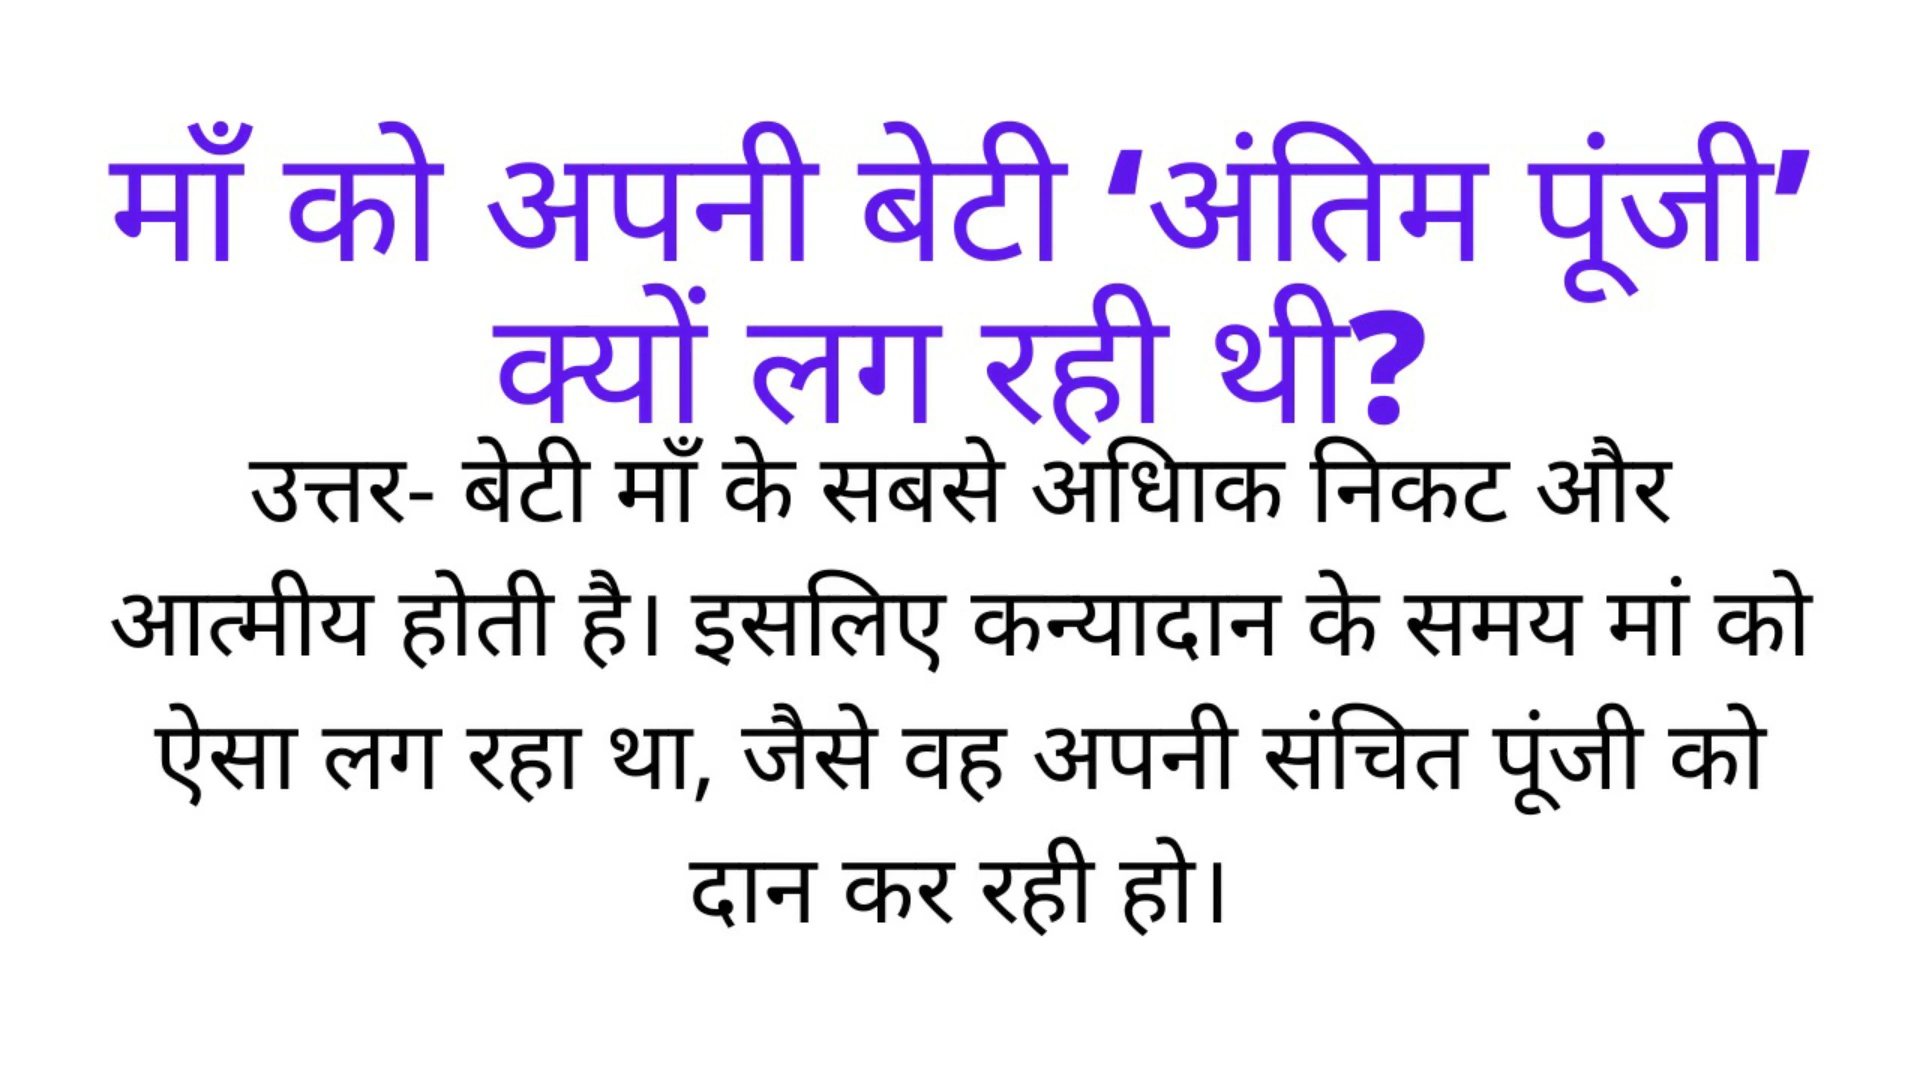 माँ को अपनी बेटी ‘अंतिम पूंजी’
क्यों लग रही थी?
उत्तर- बेटी माँ के सबसे अधिाक निकट और
आत्मीय होती है। इसलिए कन्यादान के समय मां को
ऐसा लग रहा था, जैसे वह अपनी संचित पूंजी को
दान कर रही हो।